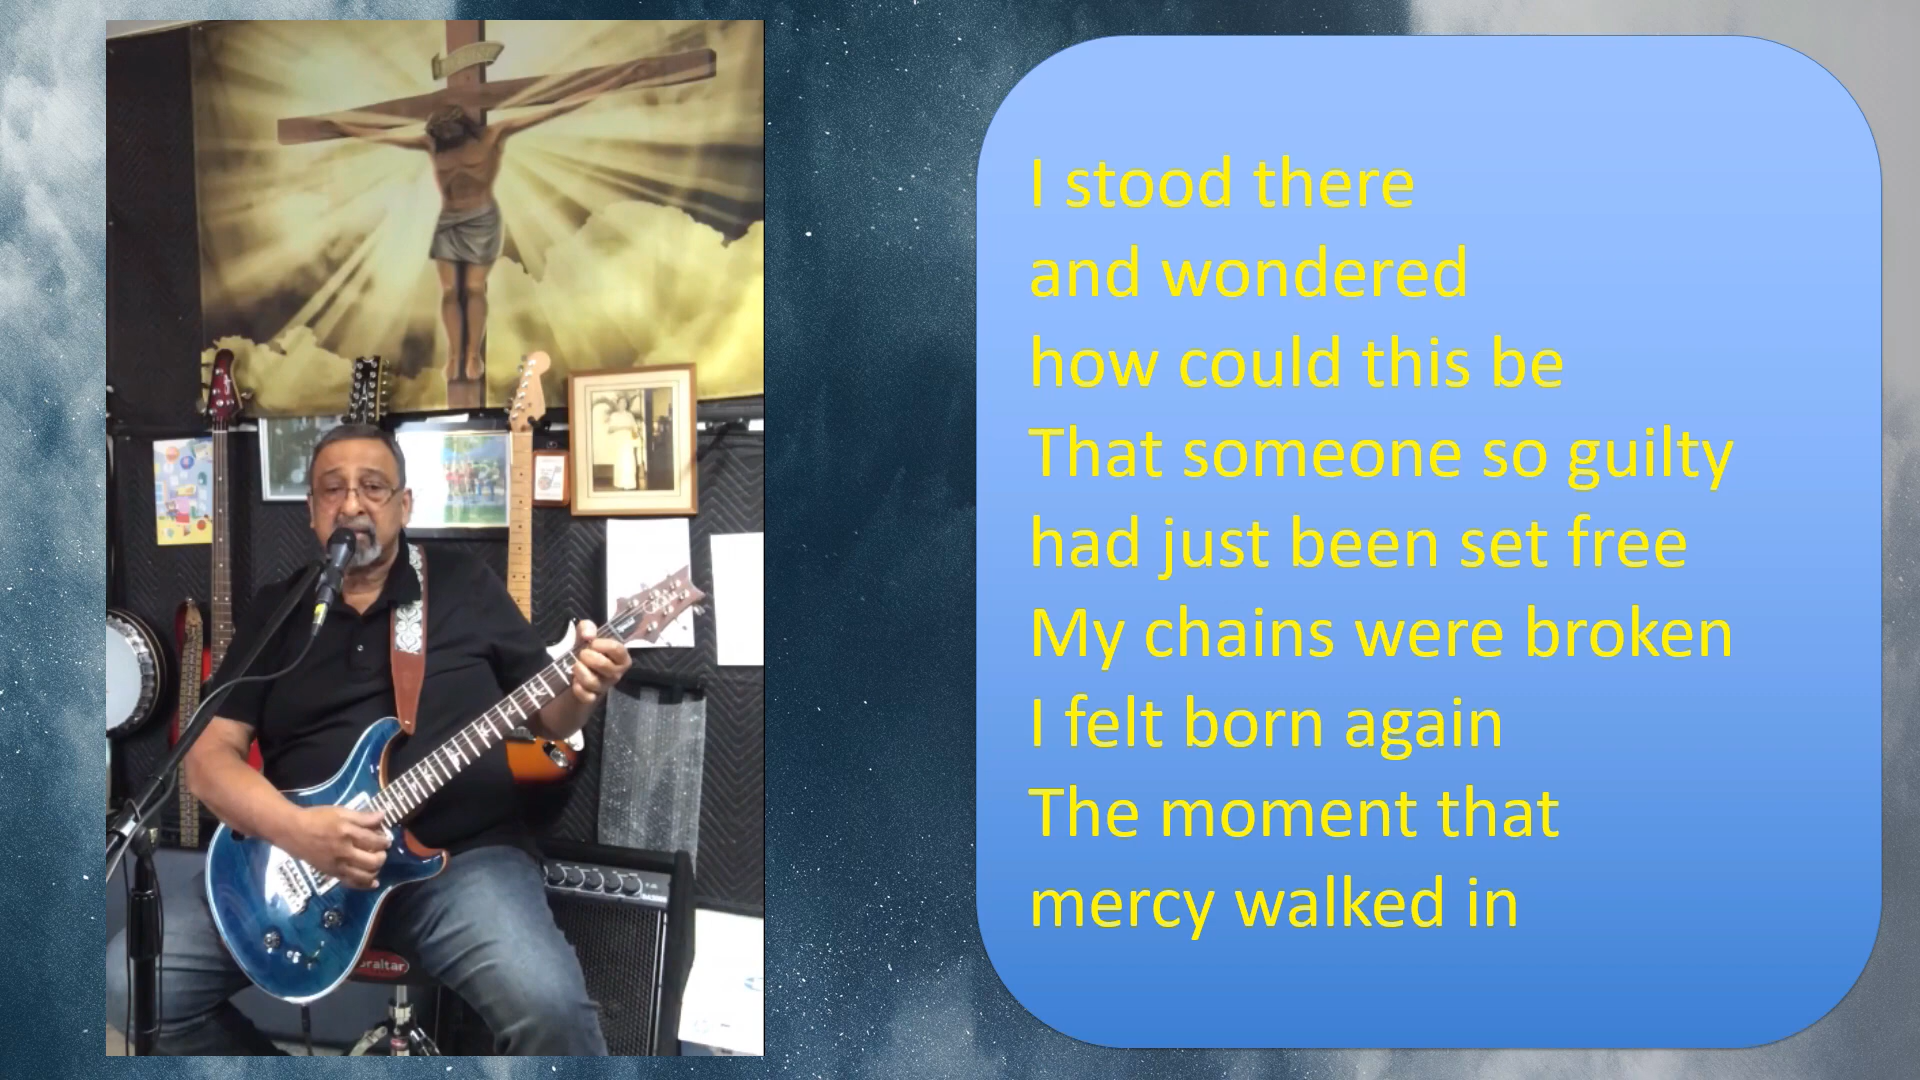 I stood there
and wondered
how could this be
That someone so guilty
had just been set free
My chains were broken
I felt born again
The moment that
mercy walked in